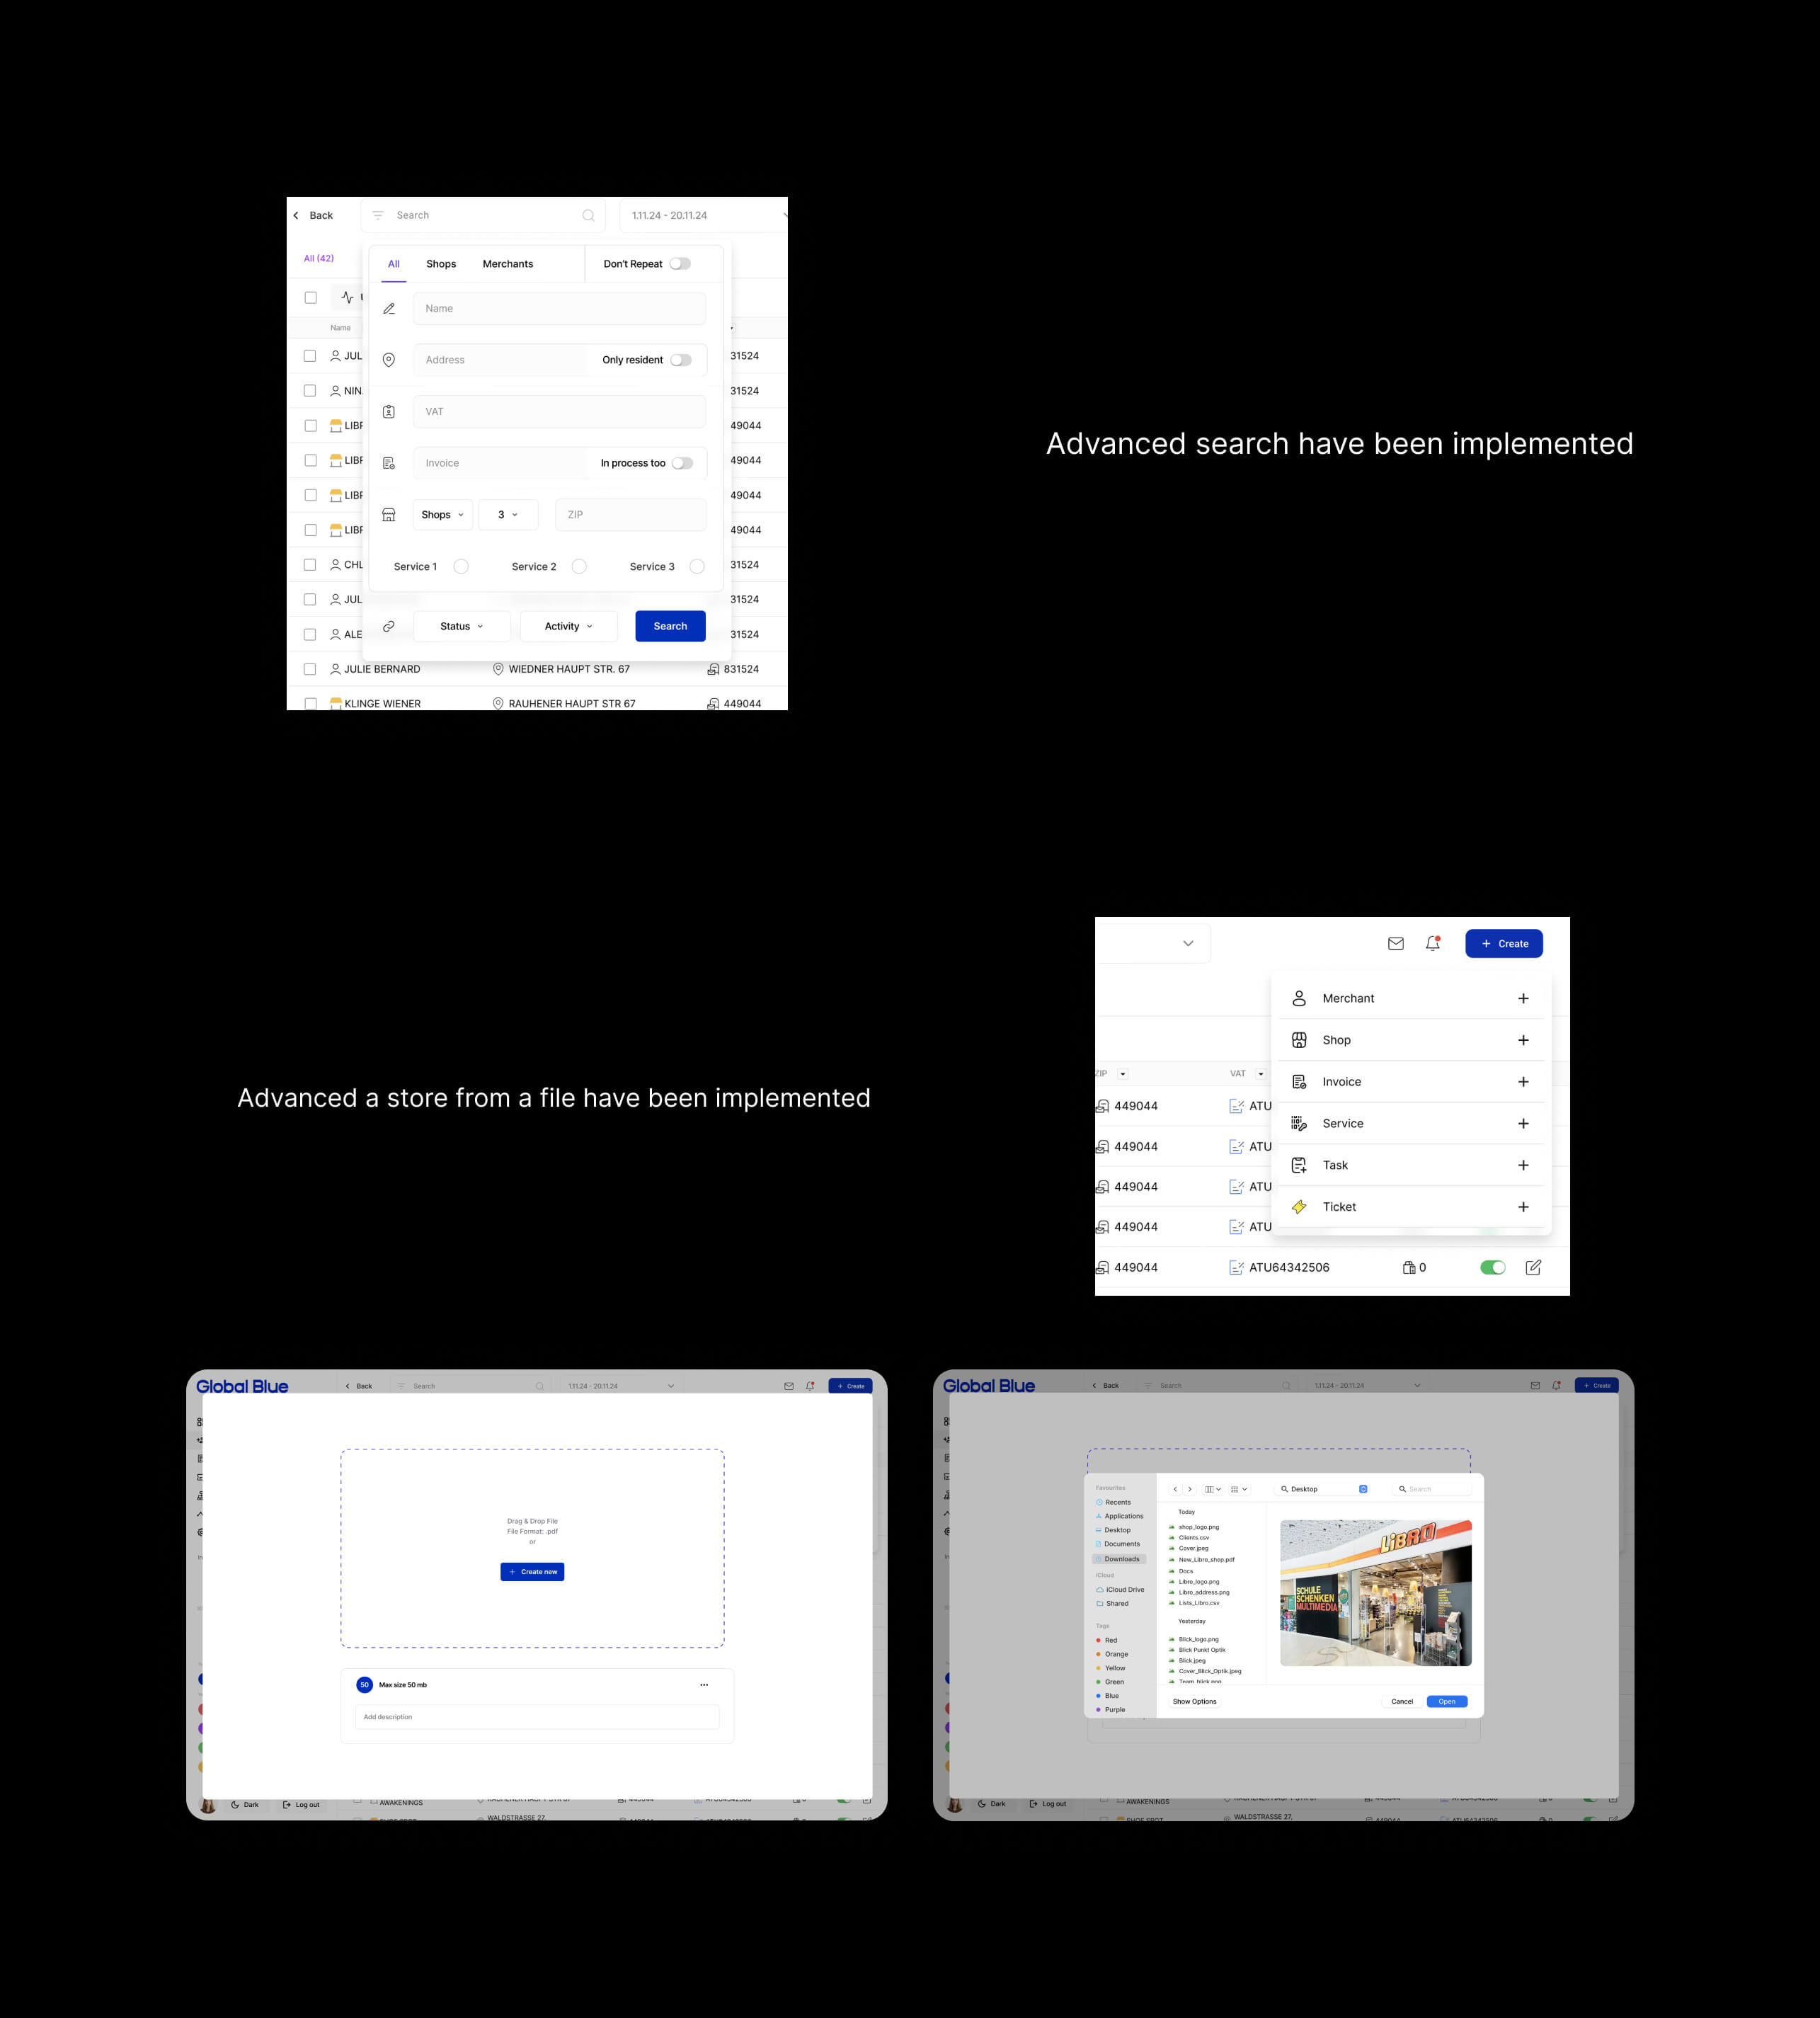 Back
Search
1.11.24 - 20.11.24
All (42)
All
Shops
Merchants
Don't Repeat
Name
Name
Address
Only resident
VAT
Invoice
In process too
Shops
3
ZIP
Service 1
Service 2
Service 3
Status
Activity
Search
JUL 31524
NIN 31524
LIBF 449044
LIBF 49044
LIBF 49044
LIBF 49044
CHL 31524
JUL 31524
ALE 31524
JULIE BERNARD WIEDNER HAUPT STR. 67 831524
KLINGE WIENER RAUHENER HAUPT STR 67 449044
Advanced search have been implemented
Advanced a store from a file have been implemented
+ Create
Merchant +
Shop +
Invoice +
Service +
Task +
Ticket +
ZIP VAT
449044 ATU
449044 ATU
449044 ATU
449044 ATU
449044 ATU64342506 0
Global Blue
Back
Search
1.11.24 - 20.11.24
+ Create
Drag & Drop File
File Format: .pdf
or
+ Create new
50 Max size 50 mb
Add description
Dark
Log out
AWAKENINGS
WALDSTRASSE 27,
Global Blue
Back
Search
1.11.24 - 20.11.24
+ Create
Favourites
Recents
Applications
Desktop
Documents
Downloads
iCloud
iCloud Drive
Shared
Tags
Red
Orange
Yellow
Green
Blue
Purple
Desktop
Search
Today
shop_logo.png
Clients.csv
Cover.jpeg
New_Libro_shop.pdf
Docs
Libro_logo.png
Libro_address.png
Lists_Libro.csv
Yesterday
Blick_logo.png
Blick Punkt Optik
Blick.jpeg
Cover_Blick_Optik.jpeg
Team_blick.png
LIBRO
SCHULE
SCHENKEN
MULTIMEDIA
Show Options
Cancel
Open
Dark
Log out
AWAKENINGS
WALDSTRASSE 27,